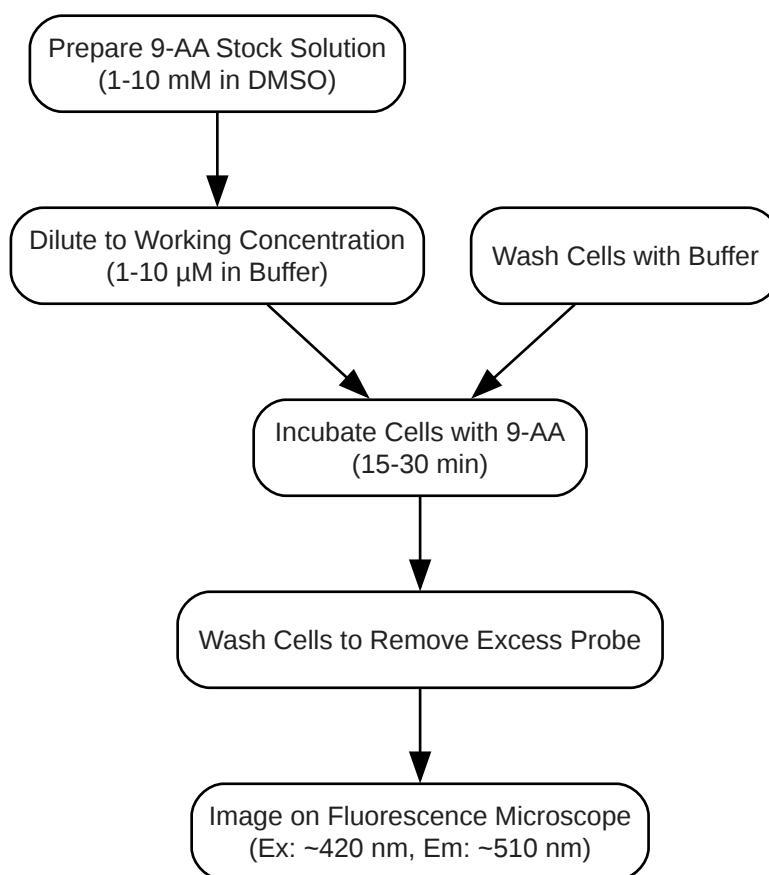 Prepare 9-AA Stock Solution
(1-10 mM in DMSO)
Dilute to Working Concentration
(1-10 µM in Buffer)
Wash Cells with Buffer
Incubate Cells with 9-AA
(15-30 min)
Wash Cells to Remove Excess Probe
Image on Fluorescence Microscope
(Ex: ~420 nm, Em: ~510 nm)